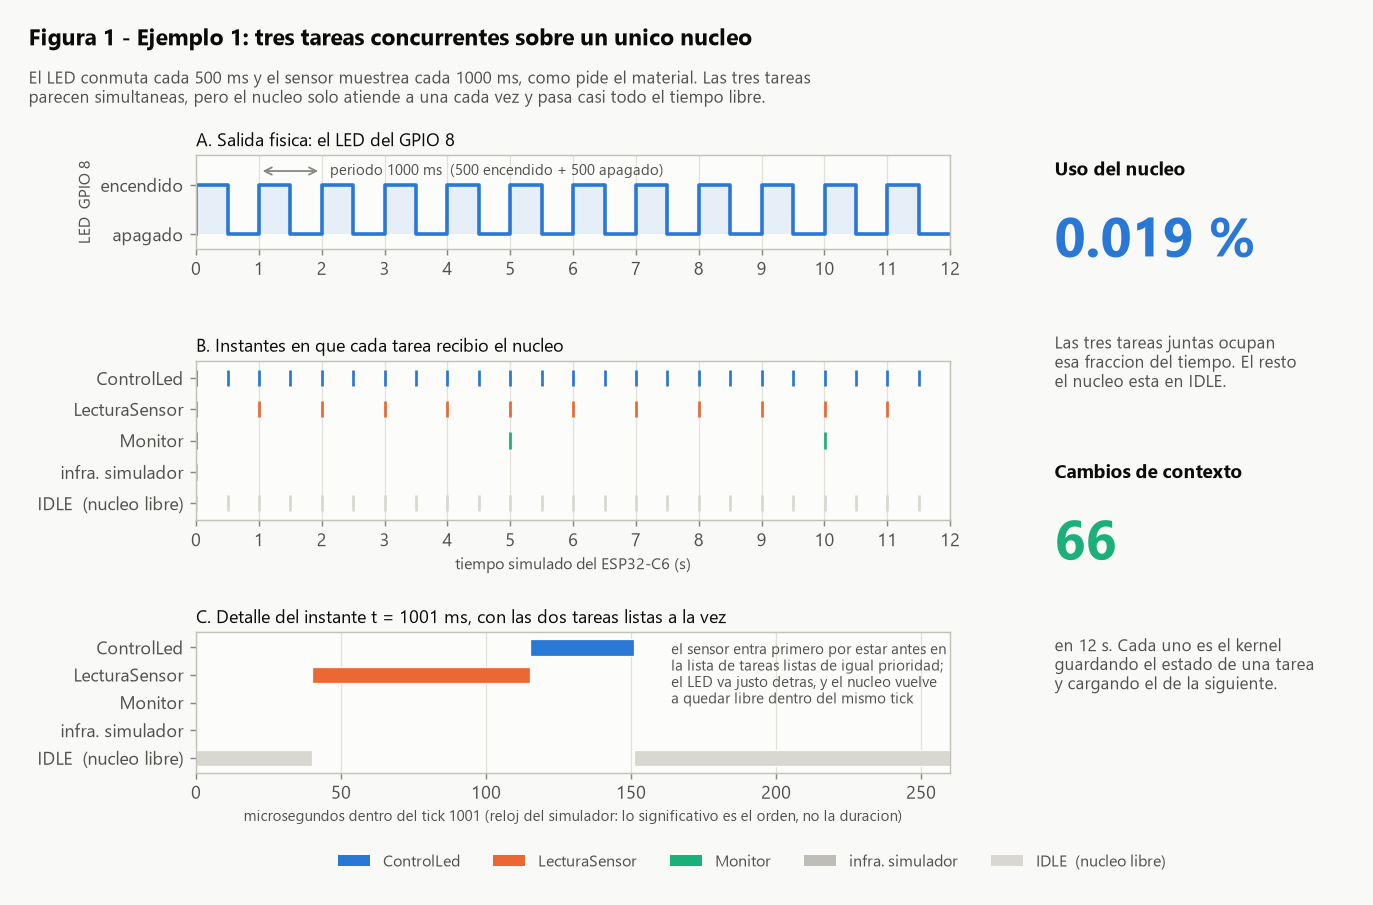 Figura 1 - Ejemplo 1: tres tareas concurrentes sobre un unico nucleo
El LED conmuta cada 500 ms y el sensor muestrea cada 1000 ms, como pide el material. Las tres tareas
parecen simultaneas, pero el nucleo solo atiende a una cada vez y pasa casi todo el tiempo libre.
A. Salida fisica: el LED del GPIO 8
LED GPIO 8
encendido
apagado
periodo 1000 ms (500 encendido + 500 apagado)
0 1 2 3 4 5 6 7 8 9 10 11 12
Uso del nucleo
0.019 %
Las tres tareas juntas ocupan
esa fraccion del tiempo. El resto
el nucleo esta en IDLE.
B. Instantes en que cada tarea recibio el nucleo
ControlLed
LecturaSensor
Monitor
infra. simulador
IDLE (nucleo libre)
0 1 2 3 4 5 6 7 8 9 10 11 12
tiempo simulado del ESP32-C6 (s)
Cambios de contexto
66
en 12 s. Cada uno es el kernel
guardando el estado de una tarea
y cargando el de la siguiente.
C. Detalle del instante t = 1001 ms, con las dos tareas listas a la vez
ControlLed
LecturaSensor
Monitor
infra. simulador
IDLE (nucleo libre)
el sensor entra primero por estar antes en
la lista de tareas listas de igual prioridad;
el LED va justo detras, y el nucleo vuelve
a quedar libre dentro del mismo tick
0 50 100 150 200 250
microsegundos dentro del tick 1001 (reloj del simulador: lo significativo es el orden, no la duracion)
ControlLed LecturaSensor Monitor infra. simulador IDLE (nucleo libre)